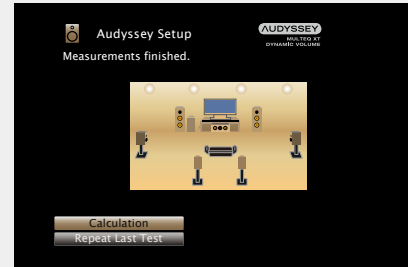 Audyssey Setup
AUDYSSEY
MULTEQ XT
DYNAMIC VOLUME
Measurements finished.
Calculation
Repeat Last Test